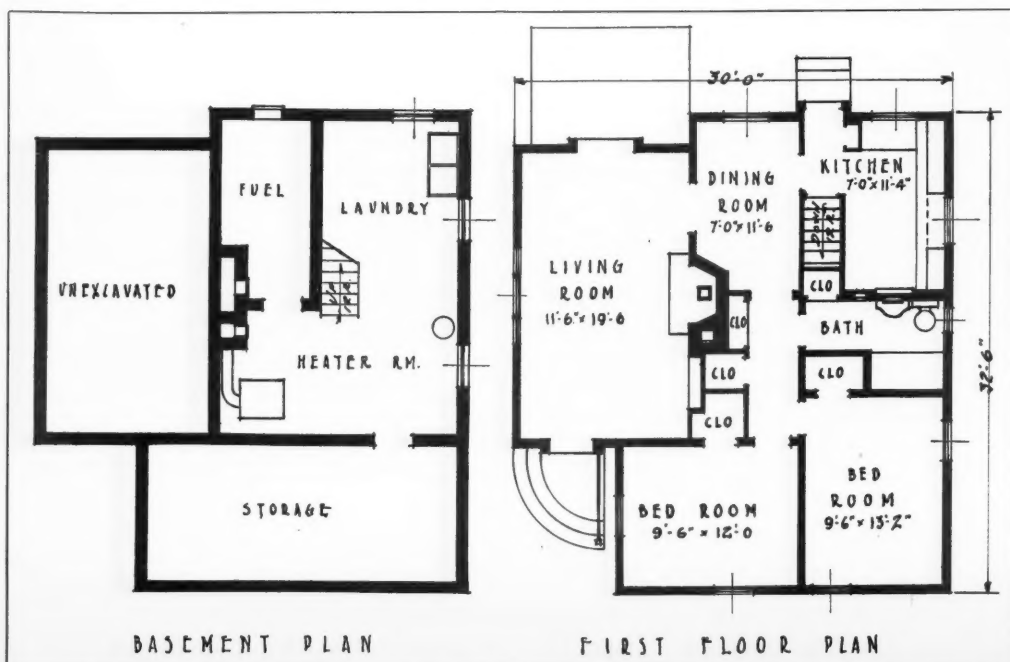 FUEL
LAUNDRY
UNEXCAVATED
UP
HEATER RM.
STORAGE
BASEMENT PLAN
30'-0"
KITCHEN
7'-0"×11'-4"
DINING
ROOM
7'-0"×11'-6
DOWN
LIVING
ROOM
11'-6"×19'-6
CLO
CLO
BATH
CLO
CLO
CLO
32'-6"
BED ROOM
9'-6"×12'-0
BED
ROOM
9'-6"×13'-2"
FIRST FLOOR PLAN